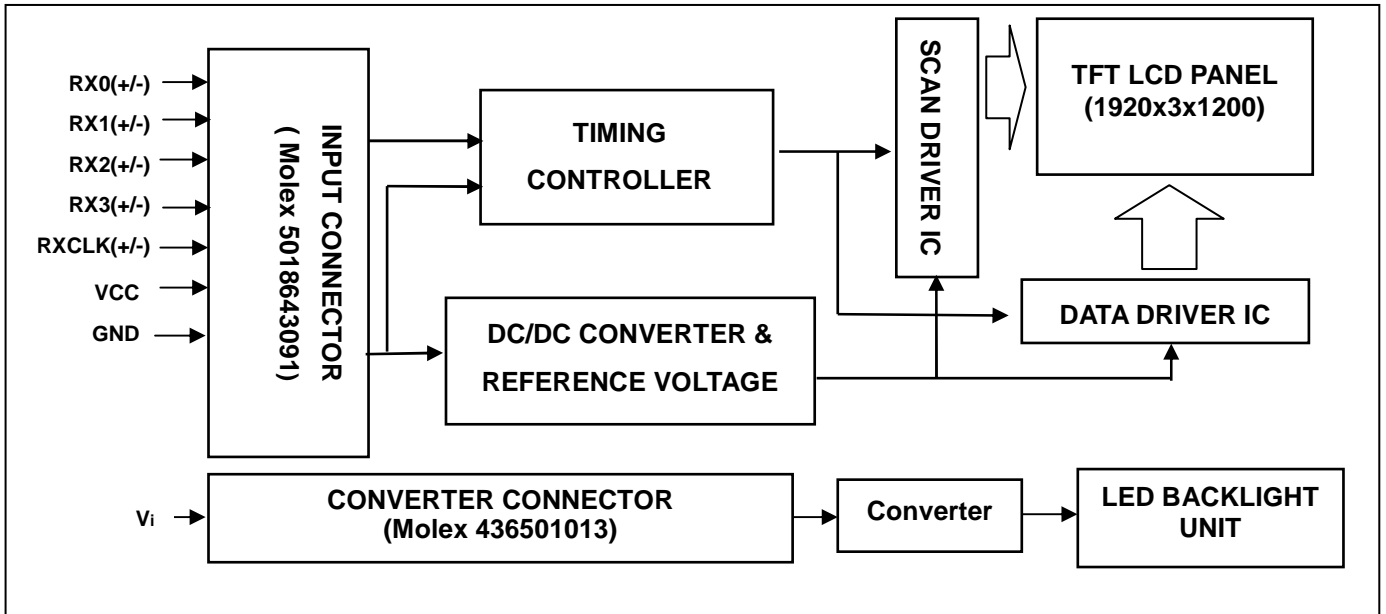 RX0(+/-)
RX1(+/-)
RX2(+/-)
RX3(+/-)
RXCLK(+/-)
VCC
GND
INPUT CONNECTOR
( Molex 5018643091)
TIMING
CONTROLLER
DC/DC CONVERTER &
REFERENCE VOLTAGE
SCAN DRIVER IC
TFT LCD PANEL
(1920x3x1200)
DATA DRIVER IC
Vi
CONVERTER CONNECTOR
(Molex 436501013)
Converter
LED BACKLIGHT
UNIT